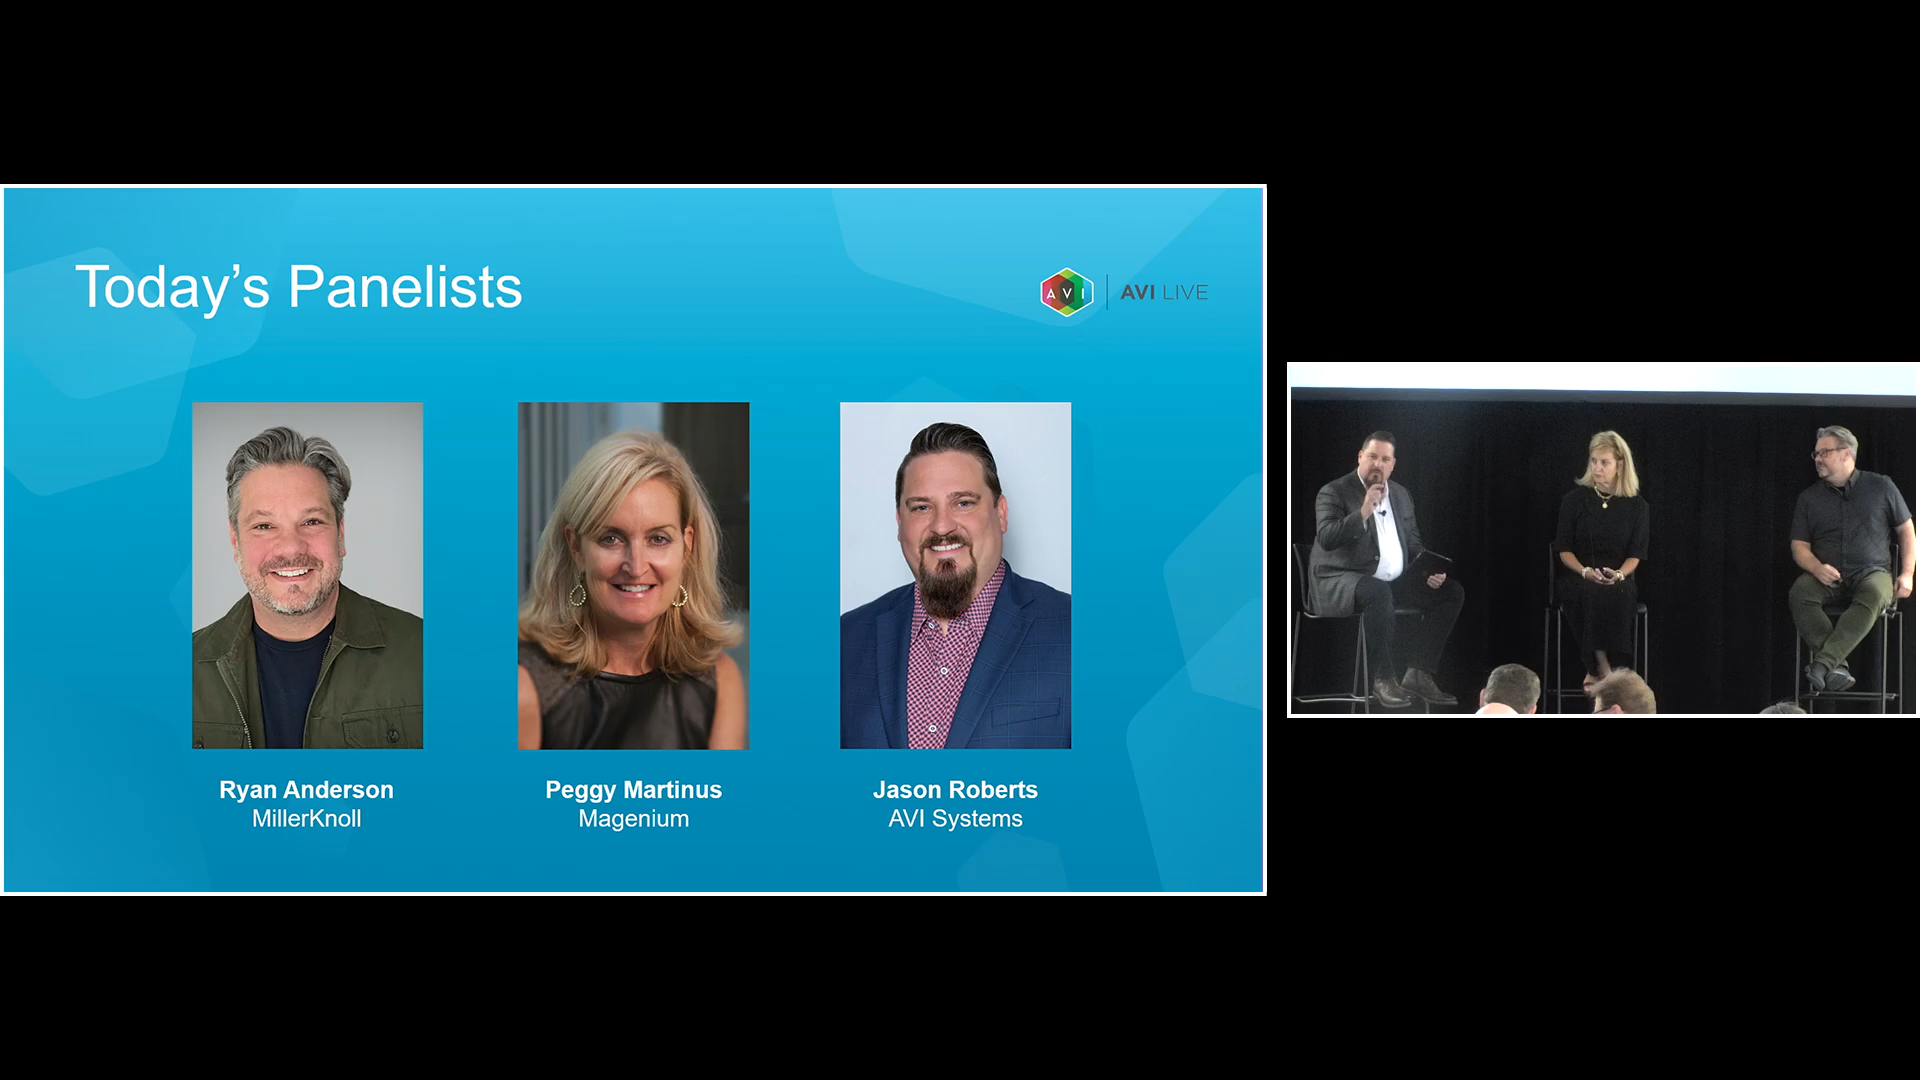 Today’s Panelists
AVI
AVI LIVE
Ryan Anderson
MillerKnoll
Peggy Martinus
Magenium
Jason Roberts
AVI Systems